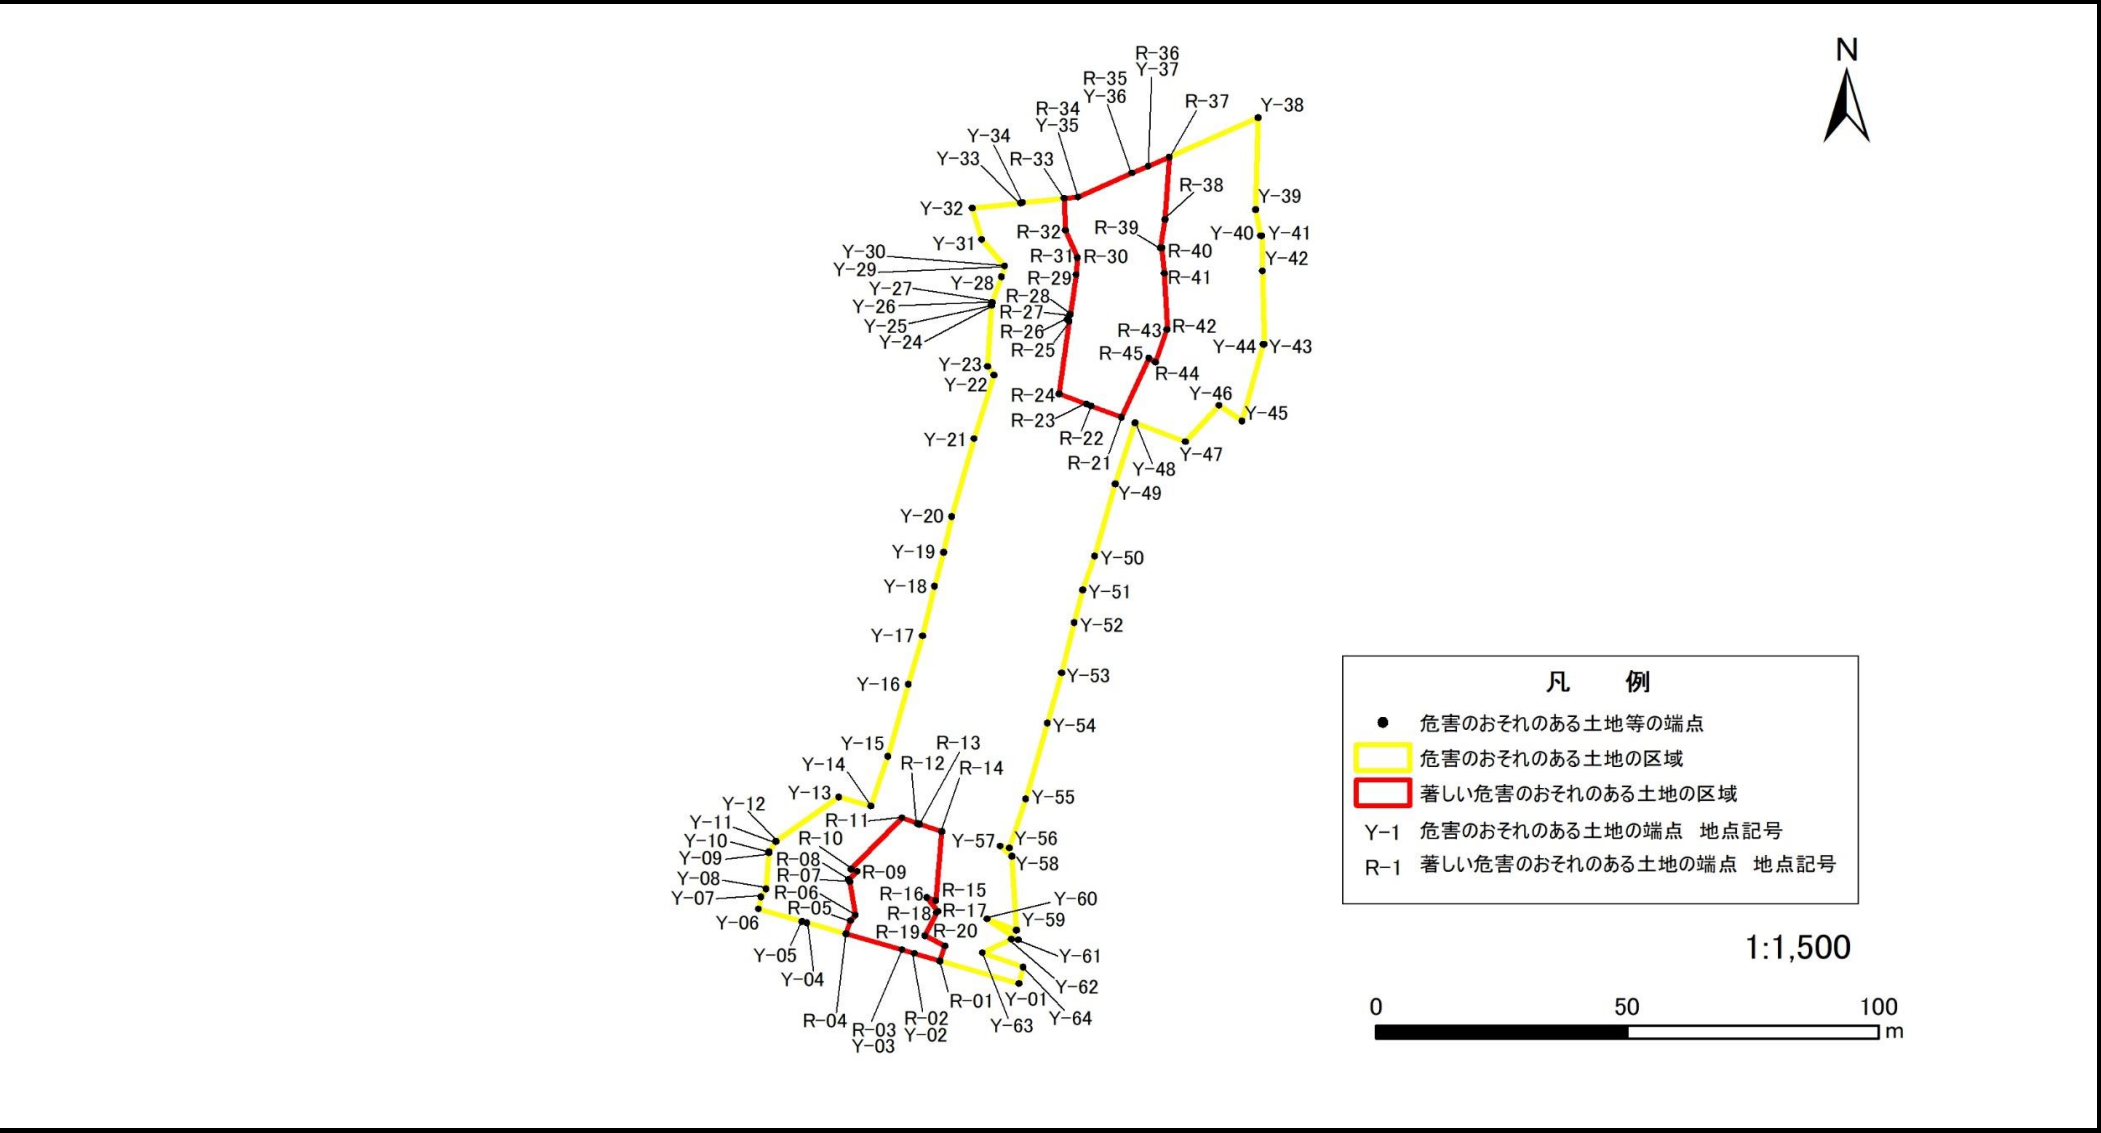 N
R-36
Y-37
R-35
Y-36
R-37
Y-38
R-34
Y-35
Y-34
Y-33
R-33
R-38
Y-39
Y-32
R-32
R-39
Y-40
Y-41
Y-31
Y-30
R-31
R-30
R-40
Y-42
Y-29
Y-28
R-29
R-41
Y-27
R-28
Y-26
R-27
Y-25
R-26
R-43
R-42
Y-24
R-25
R-45
Y-44
Y-43
Y-23
R-44
Y-22
R-24
Y-46
Y-45
R-23
Y-21
R-22
Y-47
R-21
Y-48
Y-49
Y-20
Y-19
Y-50
Y-18
Y-51
Y-17
Y-52
Y-16
Y-53
Y-54
Y-15
R-13
Y-14
R-12
R-14
Y-13
Y-55
Y-12
Y-11
R-11
Y-10
R-10
Y-57
Y-56
Y-09
R-08
R-09
Y-58
Y-08
R-07
Y-07
R-06
R-16
R-15
Y-60
Y-06
R-05
R-18
R-17
Y-59
R-19
R-20
Y-05
Y-61
Y-04
Y-62
R-01
Y-01
R-04
R-03
Y-03
R-02
Y-02
Y-63
Y-64
凡 例
危害のおそれのある土地等の端点
危害のおそれのある土地の区域
著しい危害のおそれのある土地の区域
Y-1 危害のおそれのある土地の端点 地点記号
R-1 著しい危害のおそれのある土地の端点 地点記号
1:1,500
0 50 100
m